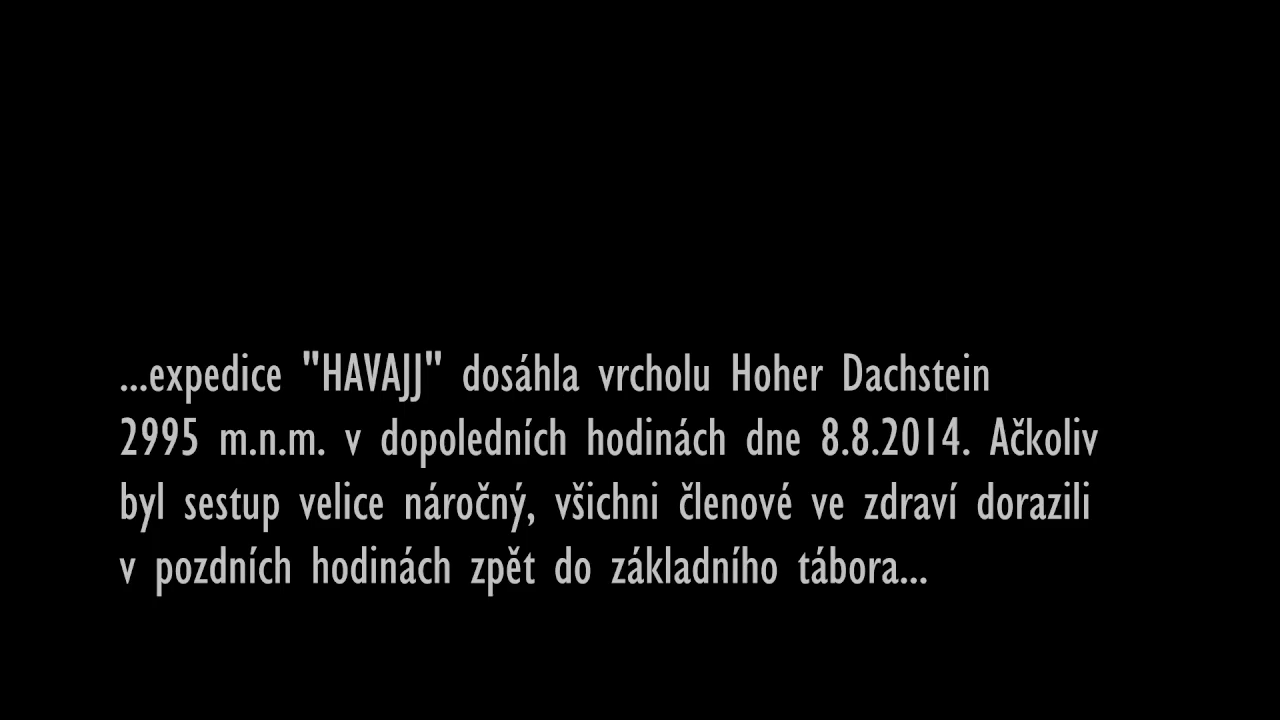 ...expedice "HAVAJJ" dosáhla vrcholu Hoher Dachstein
2995 m.n.m. v dopoledních hodinách dne 8.8.2014. Ačkoliv
byl sestup velice náročný, všichni členové ve zdraví dorazili
v pozdních hodinách zpět do základního tábora...